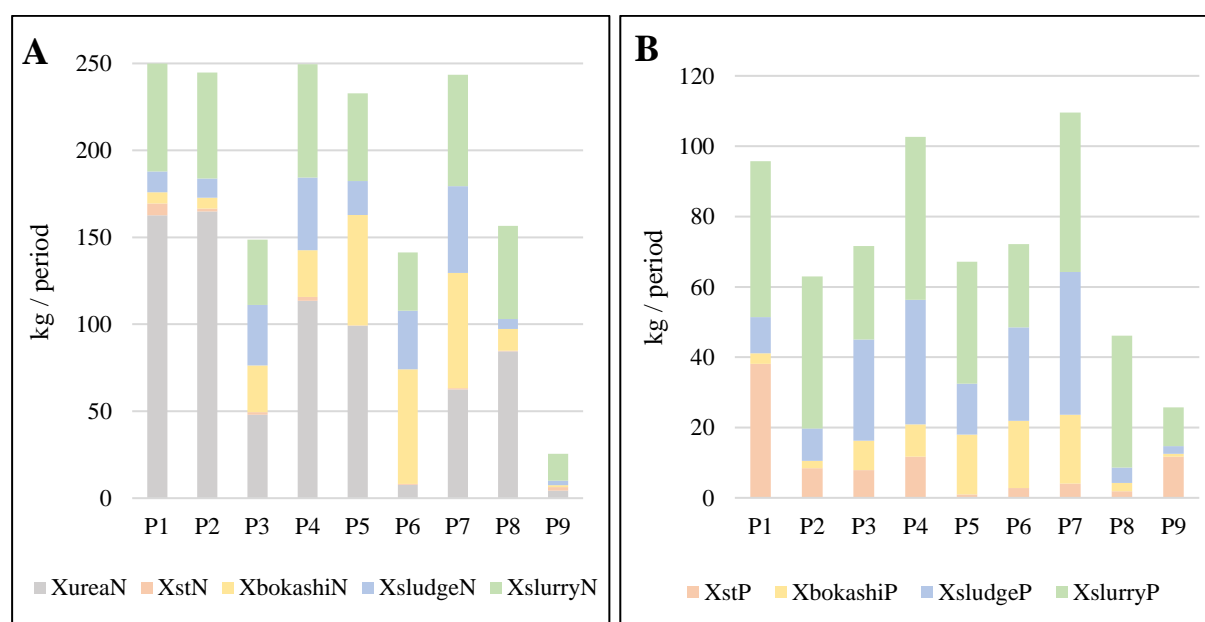 A
250
200
150
100
50
0
kg / period
P1 P2 P3 P4 P5 P6 P7 P8 P9
XureaN XstN XbokashiN XsludgeN XslurryN
B
120
100
80
60
40
20
0
kg / period
P1 P2 P3 P4 P5 P6 P7 P8 P9
XstP XbokashiP XsludgeP XslurryP